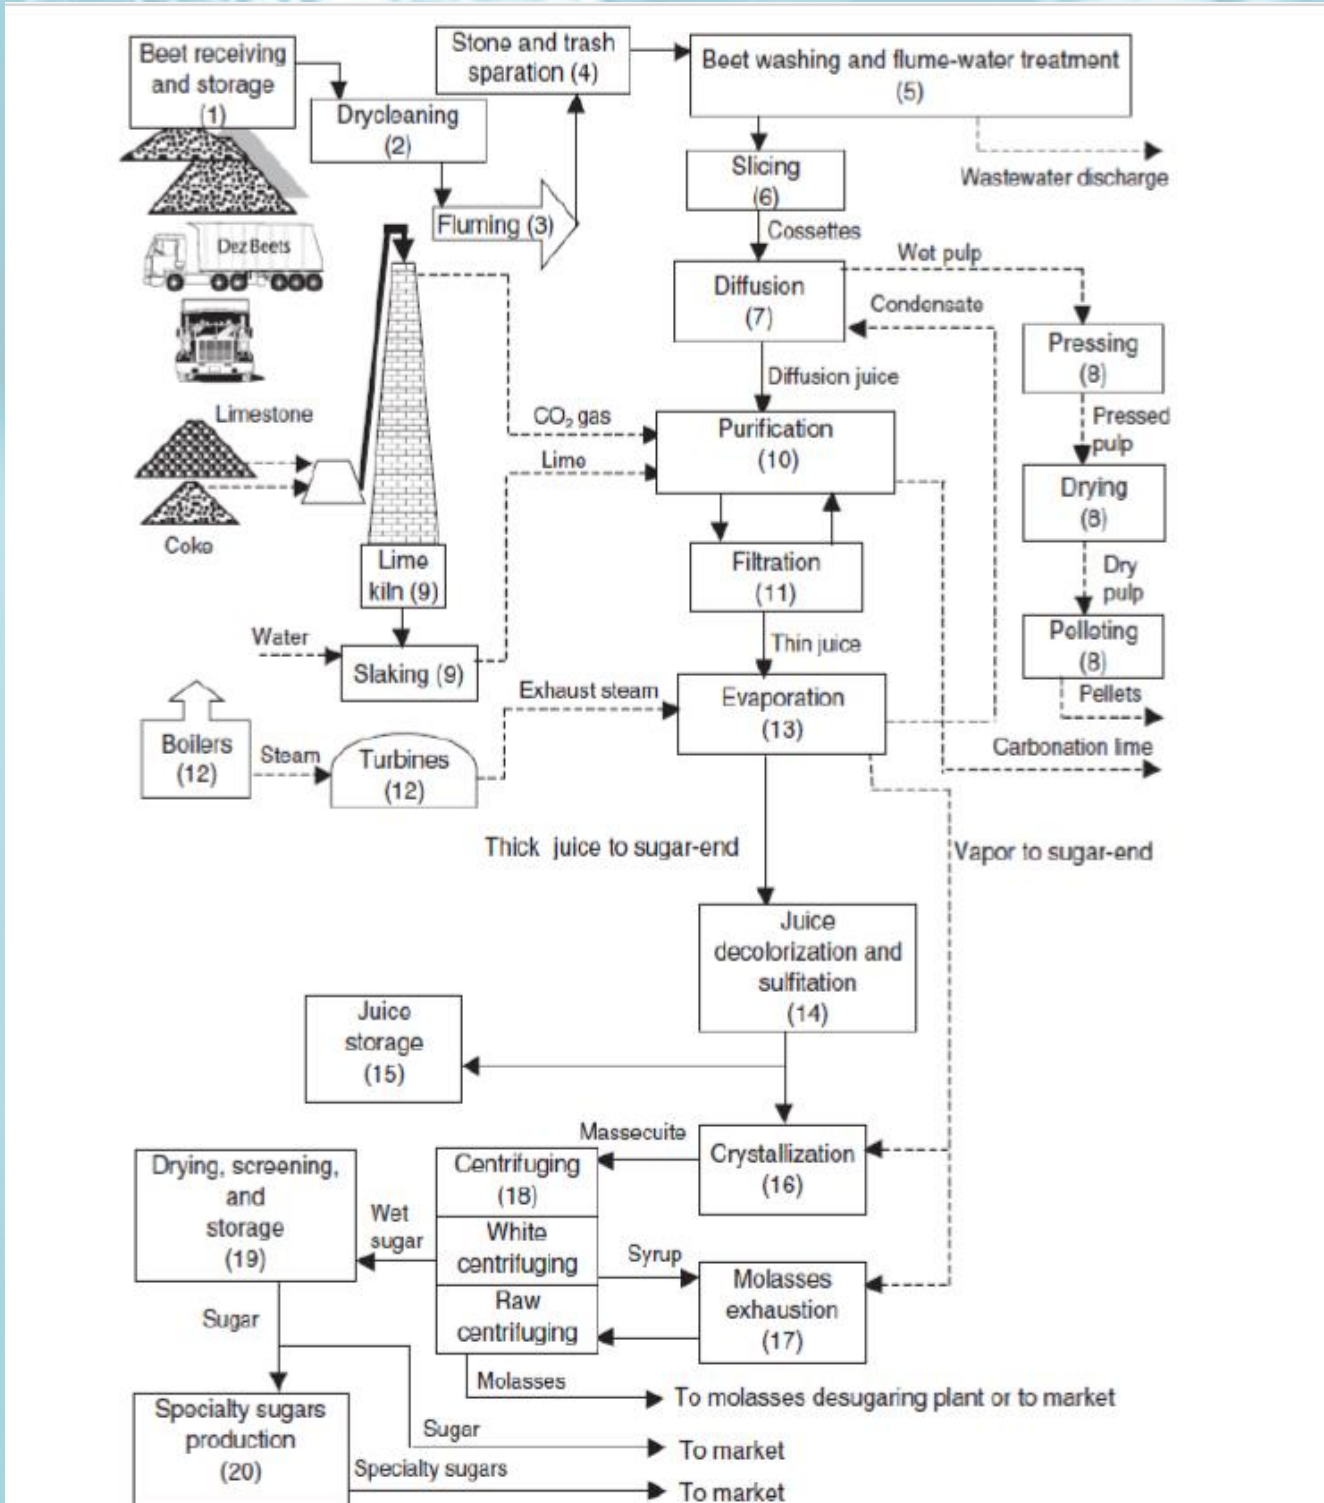 Beet receiving
and storage
(1)
Drycleaning
(2)
Fluming (3)
Stone and trash
sparation (4)
Beet washing and flume-water treatment
(5)
Wastewater discharge
Slicing
(6)
Cossettes
Diffusion
(7)
Wet pulp
Condensate
Pressing
(8)
Pressed
pulp
Drying
(8)
Dry
pulp
Pelleting
(8)
Pellets
Carbonation lime
Diffusion juice
Dez Beets
Limestone
Coke
CO₂ gas
Lime
Purification
(10)
Filtration
(11)
Lime
kiln (9)
Water
Slaking (9)
Thin juice
Exhaust steam
Evaporation
(13)
Boilers
(12)
Steam
Turbines
(12)
Thick juice to sugar-end
Vapor to sugar-end
Juice
decolorization and
sulfitation
(14)
Juice
storage
(15)
Massecuite
Crystallization
(16)
Centrifuging
(18)
White
centrifuging
Raw
centrifuging
Drying, screening,
and
storage
(19)
Wet
sugar
Syrup
Molasses
exhaustion
(17)
Sugar
Molasses
To molasses desugaring plant or to market
Specialty sugars
production
(20)
Sugar
To market
Specialty sugars
To market